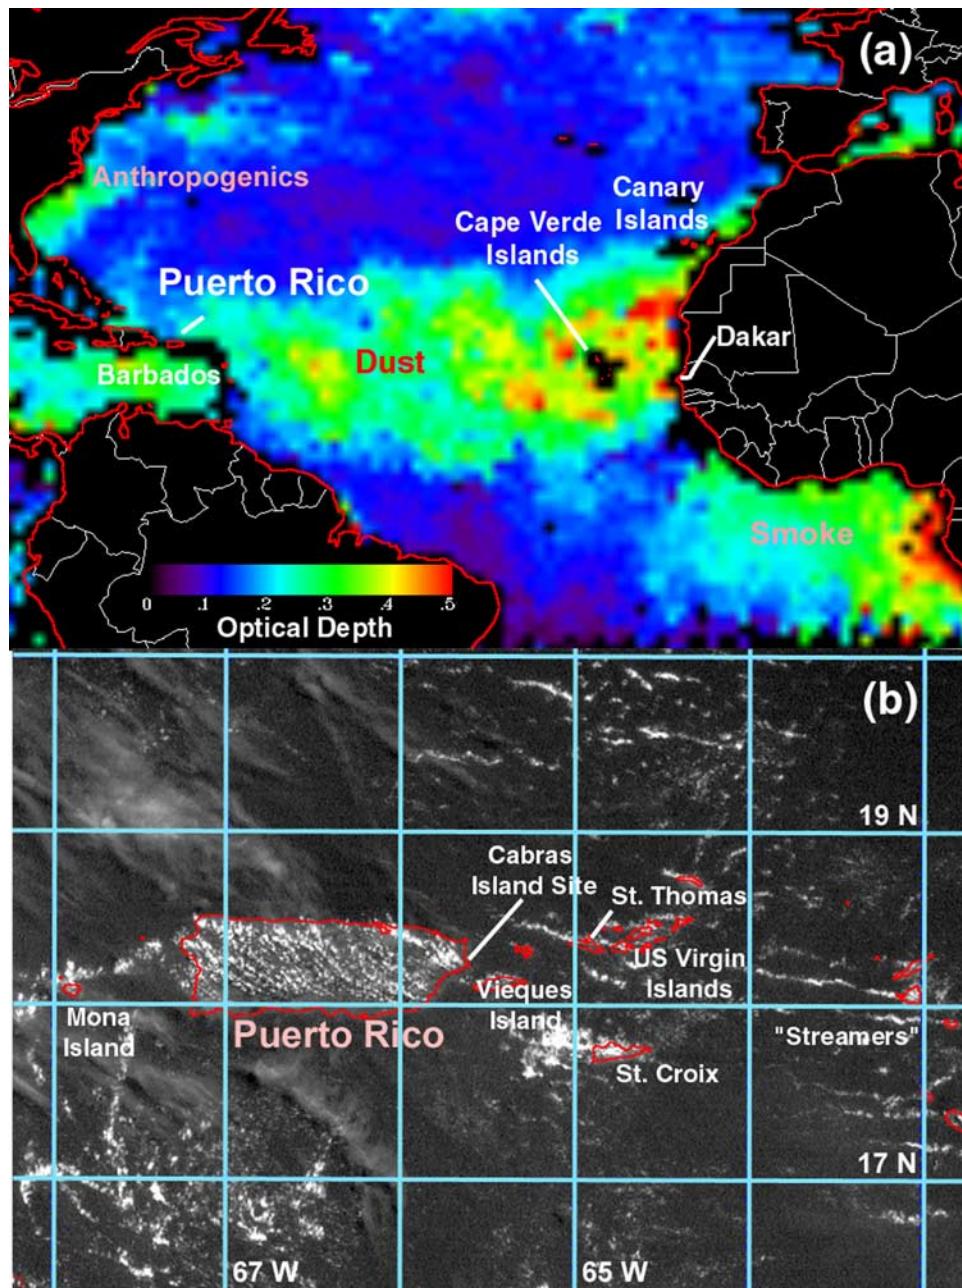 (a)
Anthropogenics
Canary
Islands
Cape Verde
Islands
Puerto Rico
Dakar
Dust
Barbados
Smoke
0 .1 .2 .3 .4 .5
Optical Depth
(b)
19 N
Cabras
Island Site
St. Thomas
US Virgin
Islands
Vieques
Island
Mona
Island
Puerto Rico
"Streamers"
St. Croix
17 N
67 W
65 W